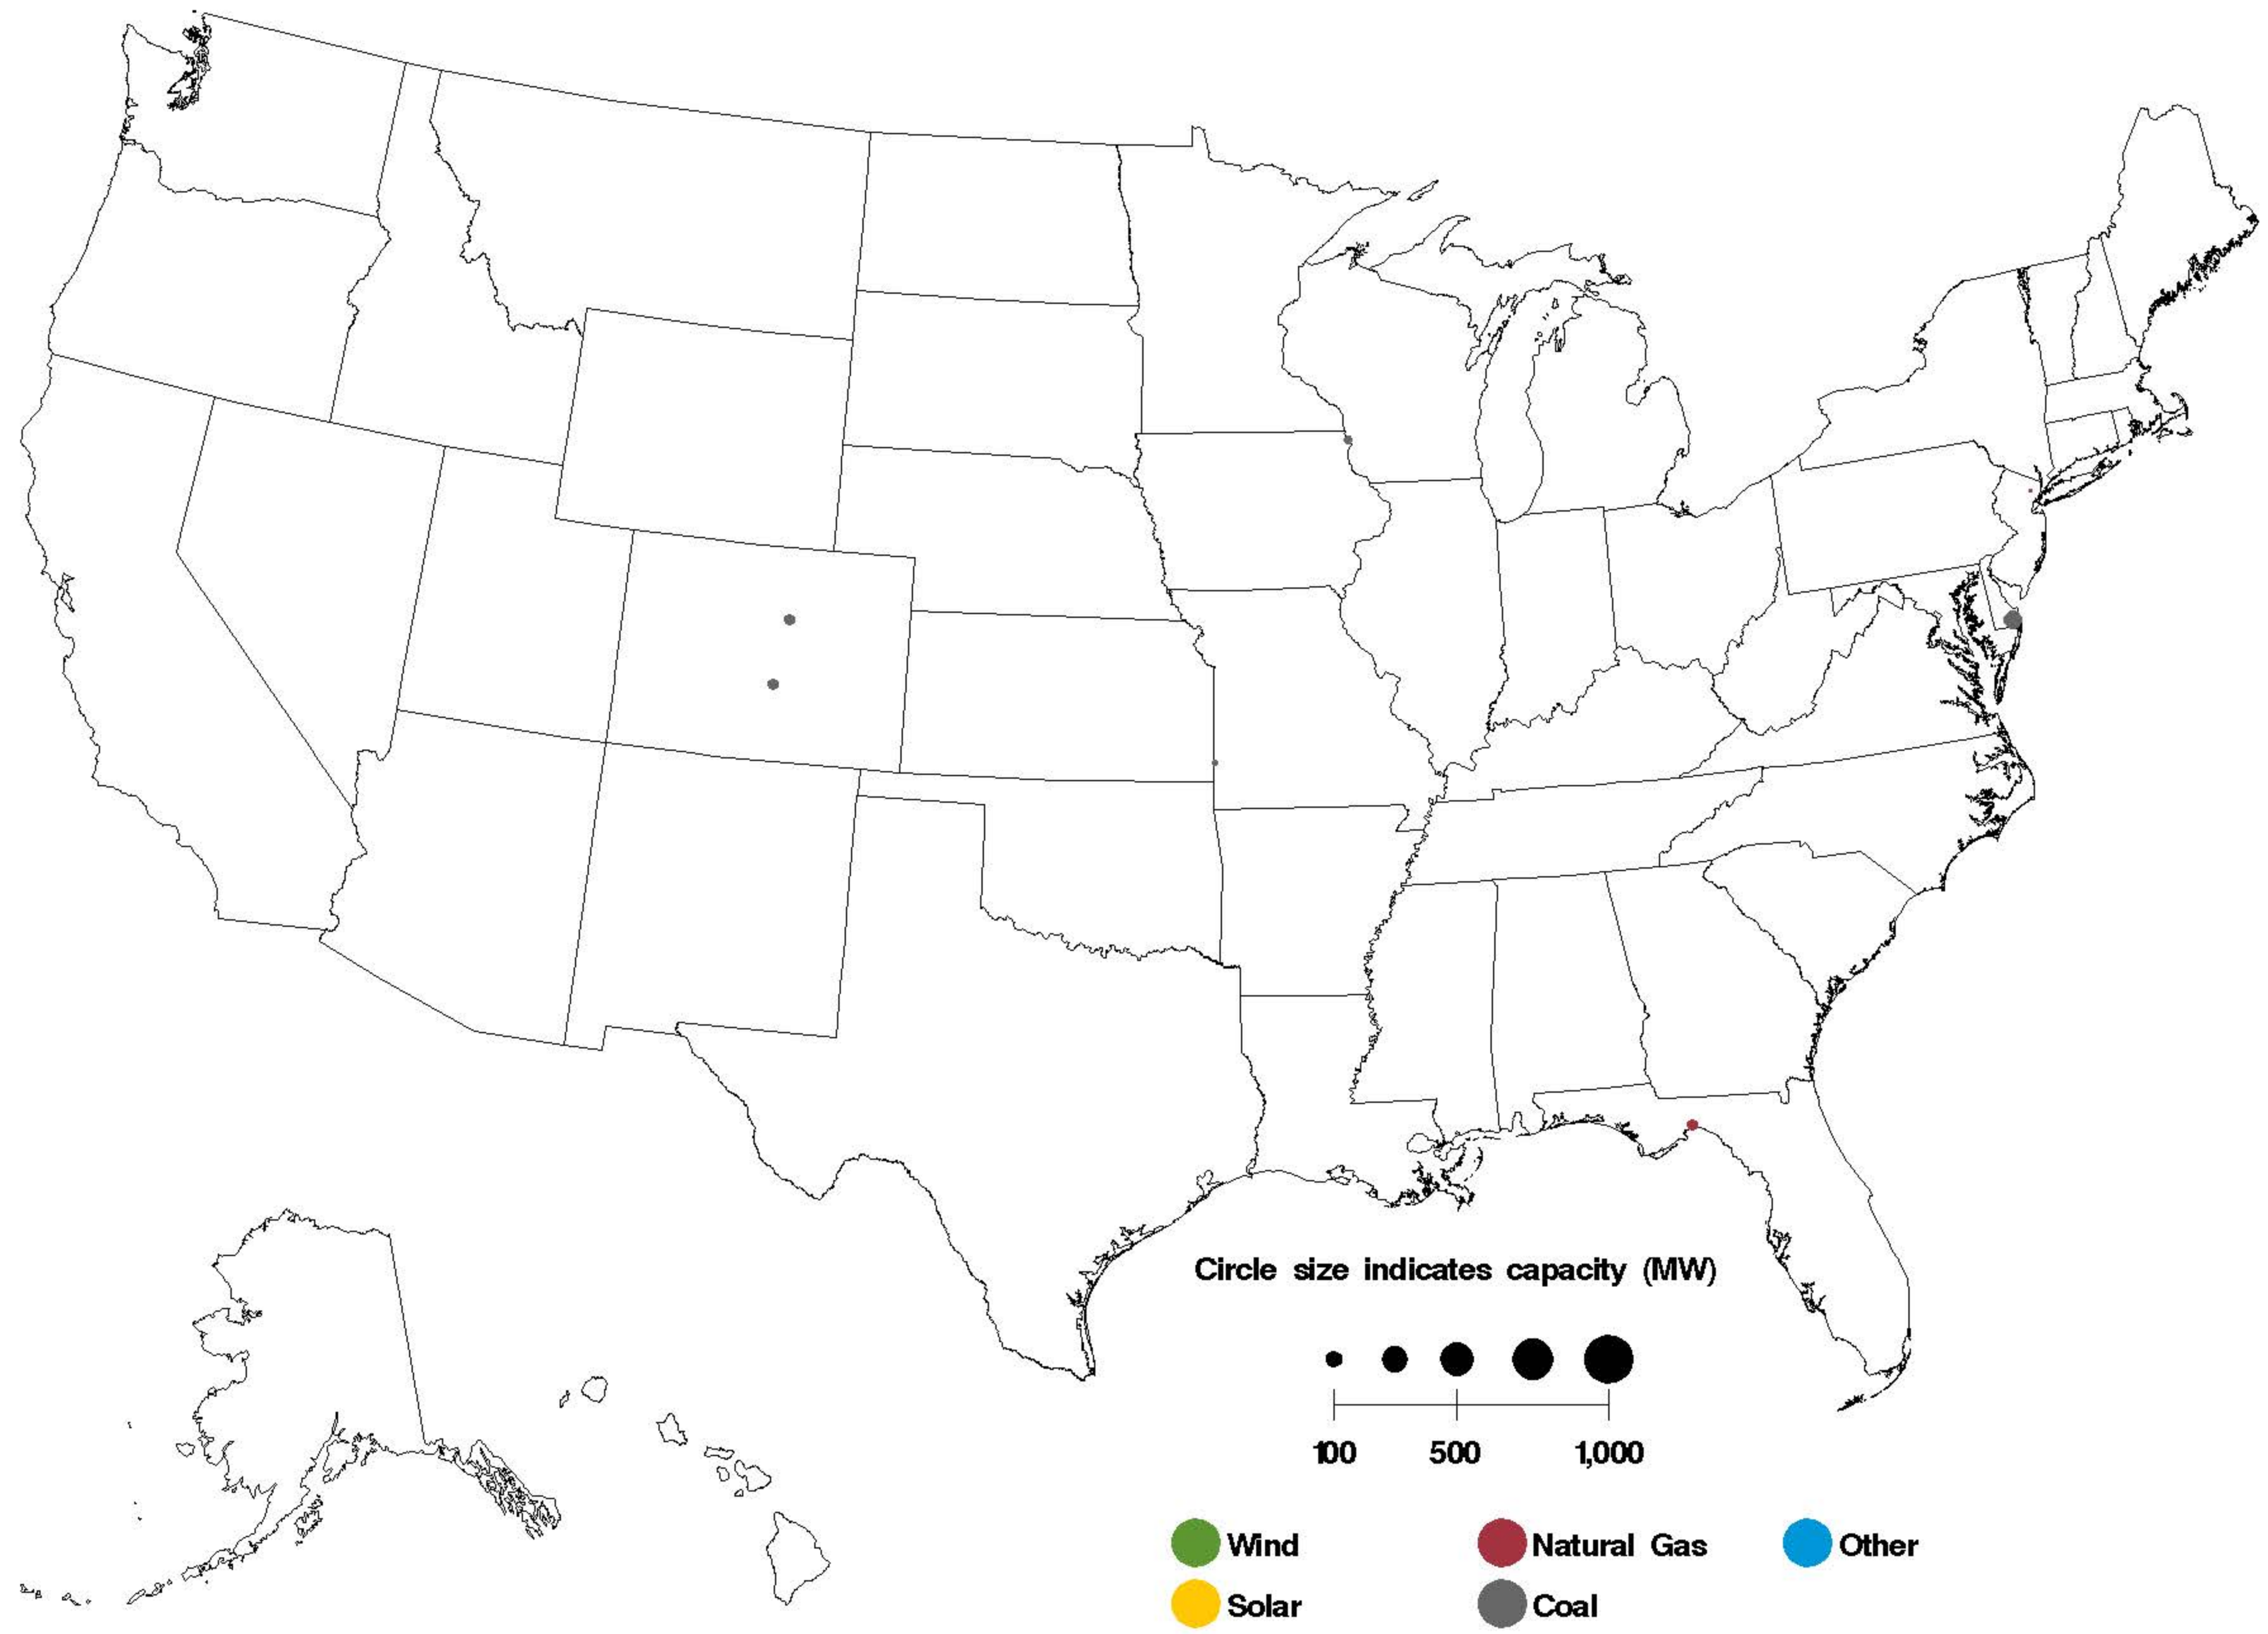 Circle size indicates capacity (MW)
100 500 1,000
Wind Natural Gas Other
Solar Coal